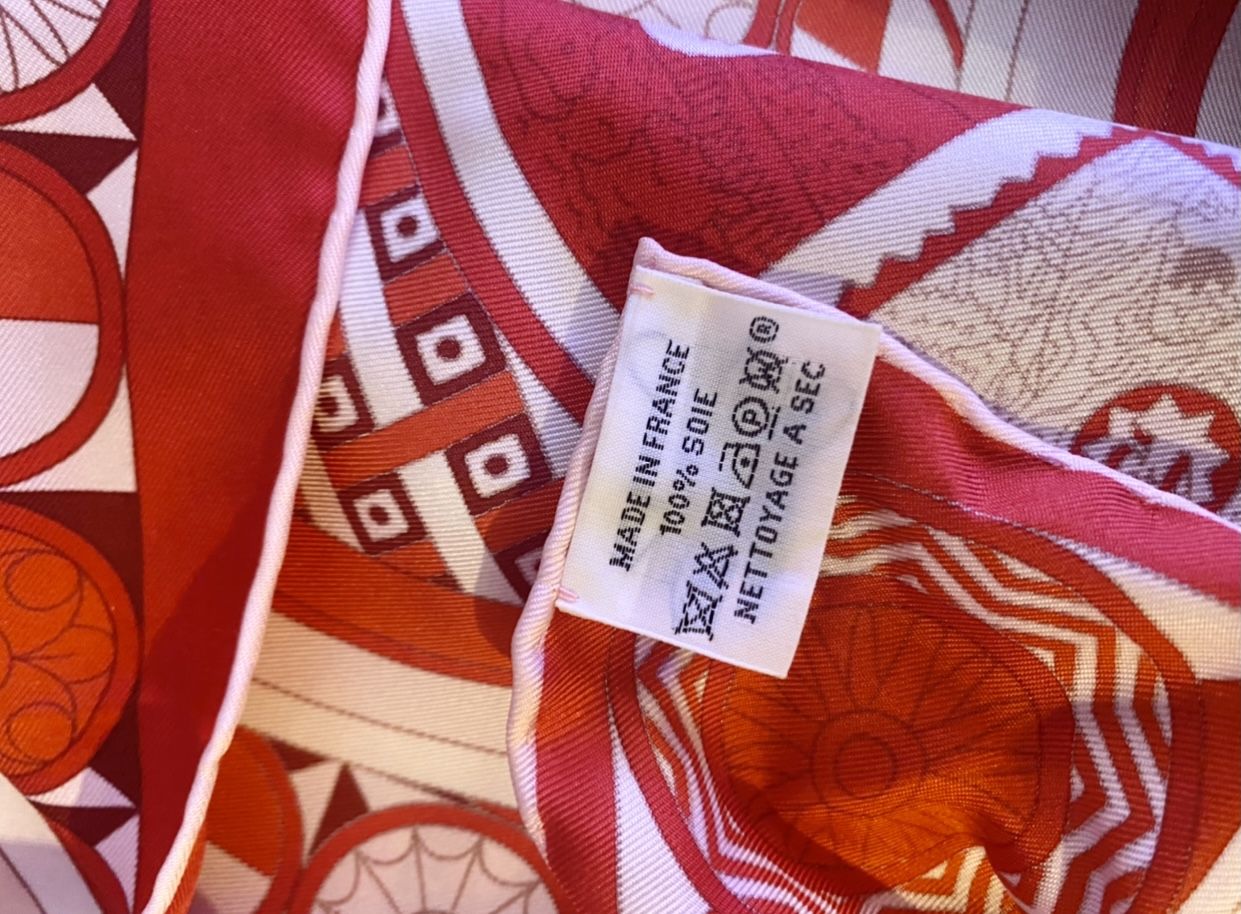 MADE IN FRANCE
100% SOIE
®
NETTOYAGE A SEC